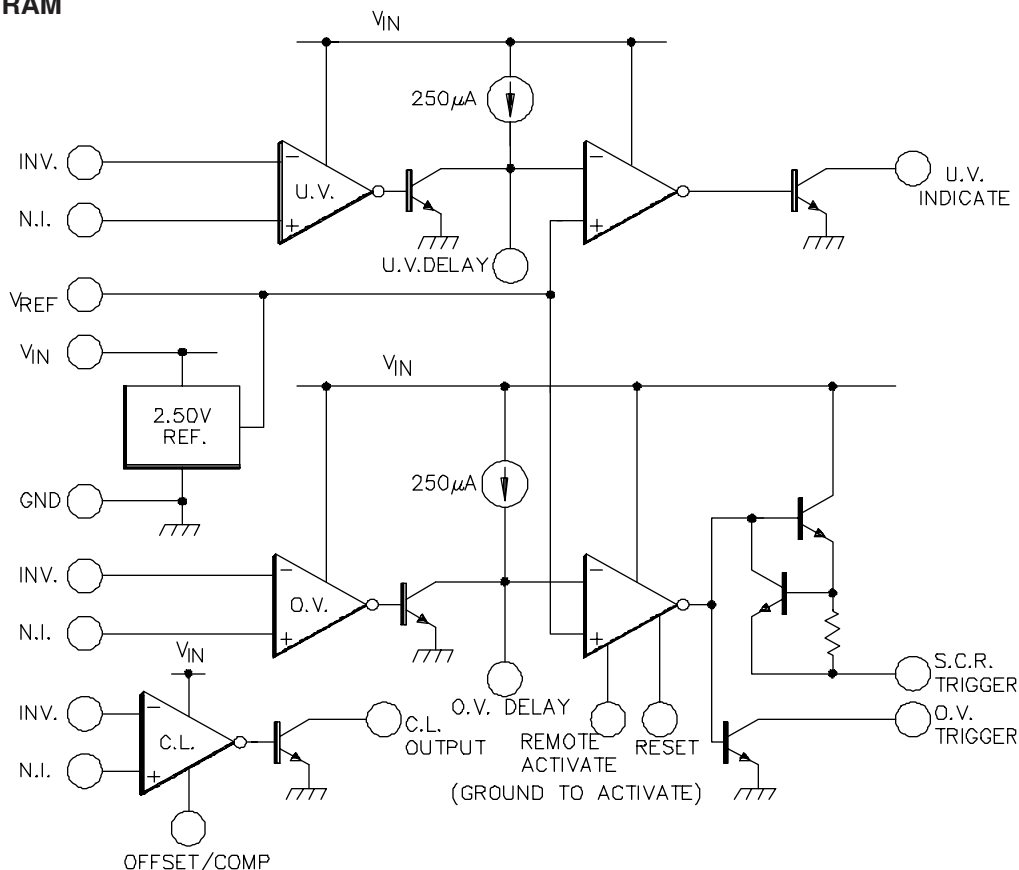 RAM
VIN
250μA
INV.
N.I.
−
+
U.V.
−
+
U.V.
INDICATE
U.V.DELAY
VREF
VIN
VIN
2.50V
REF.
GND
250μA
INV.
N.I.
−
+
O.V.
−
+
S.C.R.
TRIGGER
O.V.
TRIGGER
O.V. DELAY
REMOTE
ACTIVATE
RESET
(GROUND TO ACTIVATE)
VIN
INV.
N.I.
−
+
C.L.
C.L.
OUTPUT
OFFSET/COMP